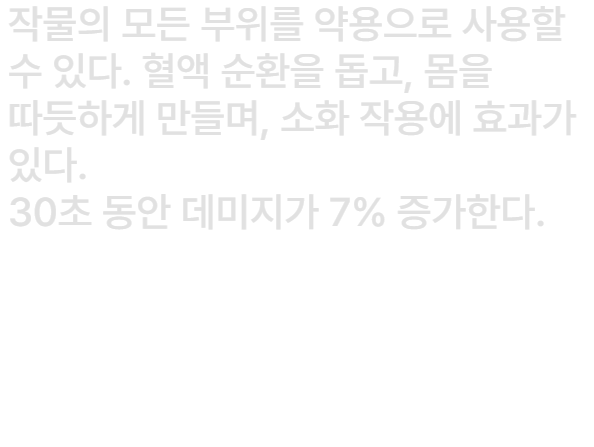 작물의 모든 부위를 약용으로 사용할
수 있다. 혈액 순환을 돕고, 몸을
따듯하게 만들며, 소화 작용에 효과가
있다.
30초 동안 데미지가 7% 증가한다.